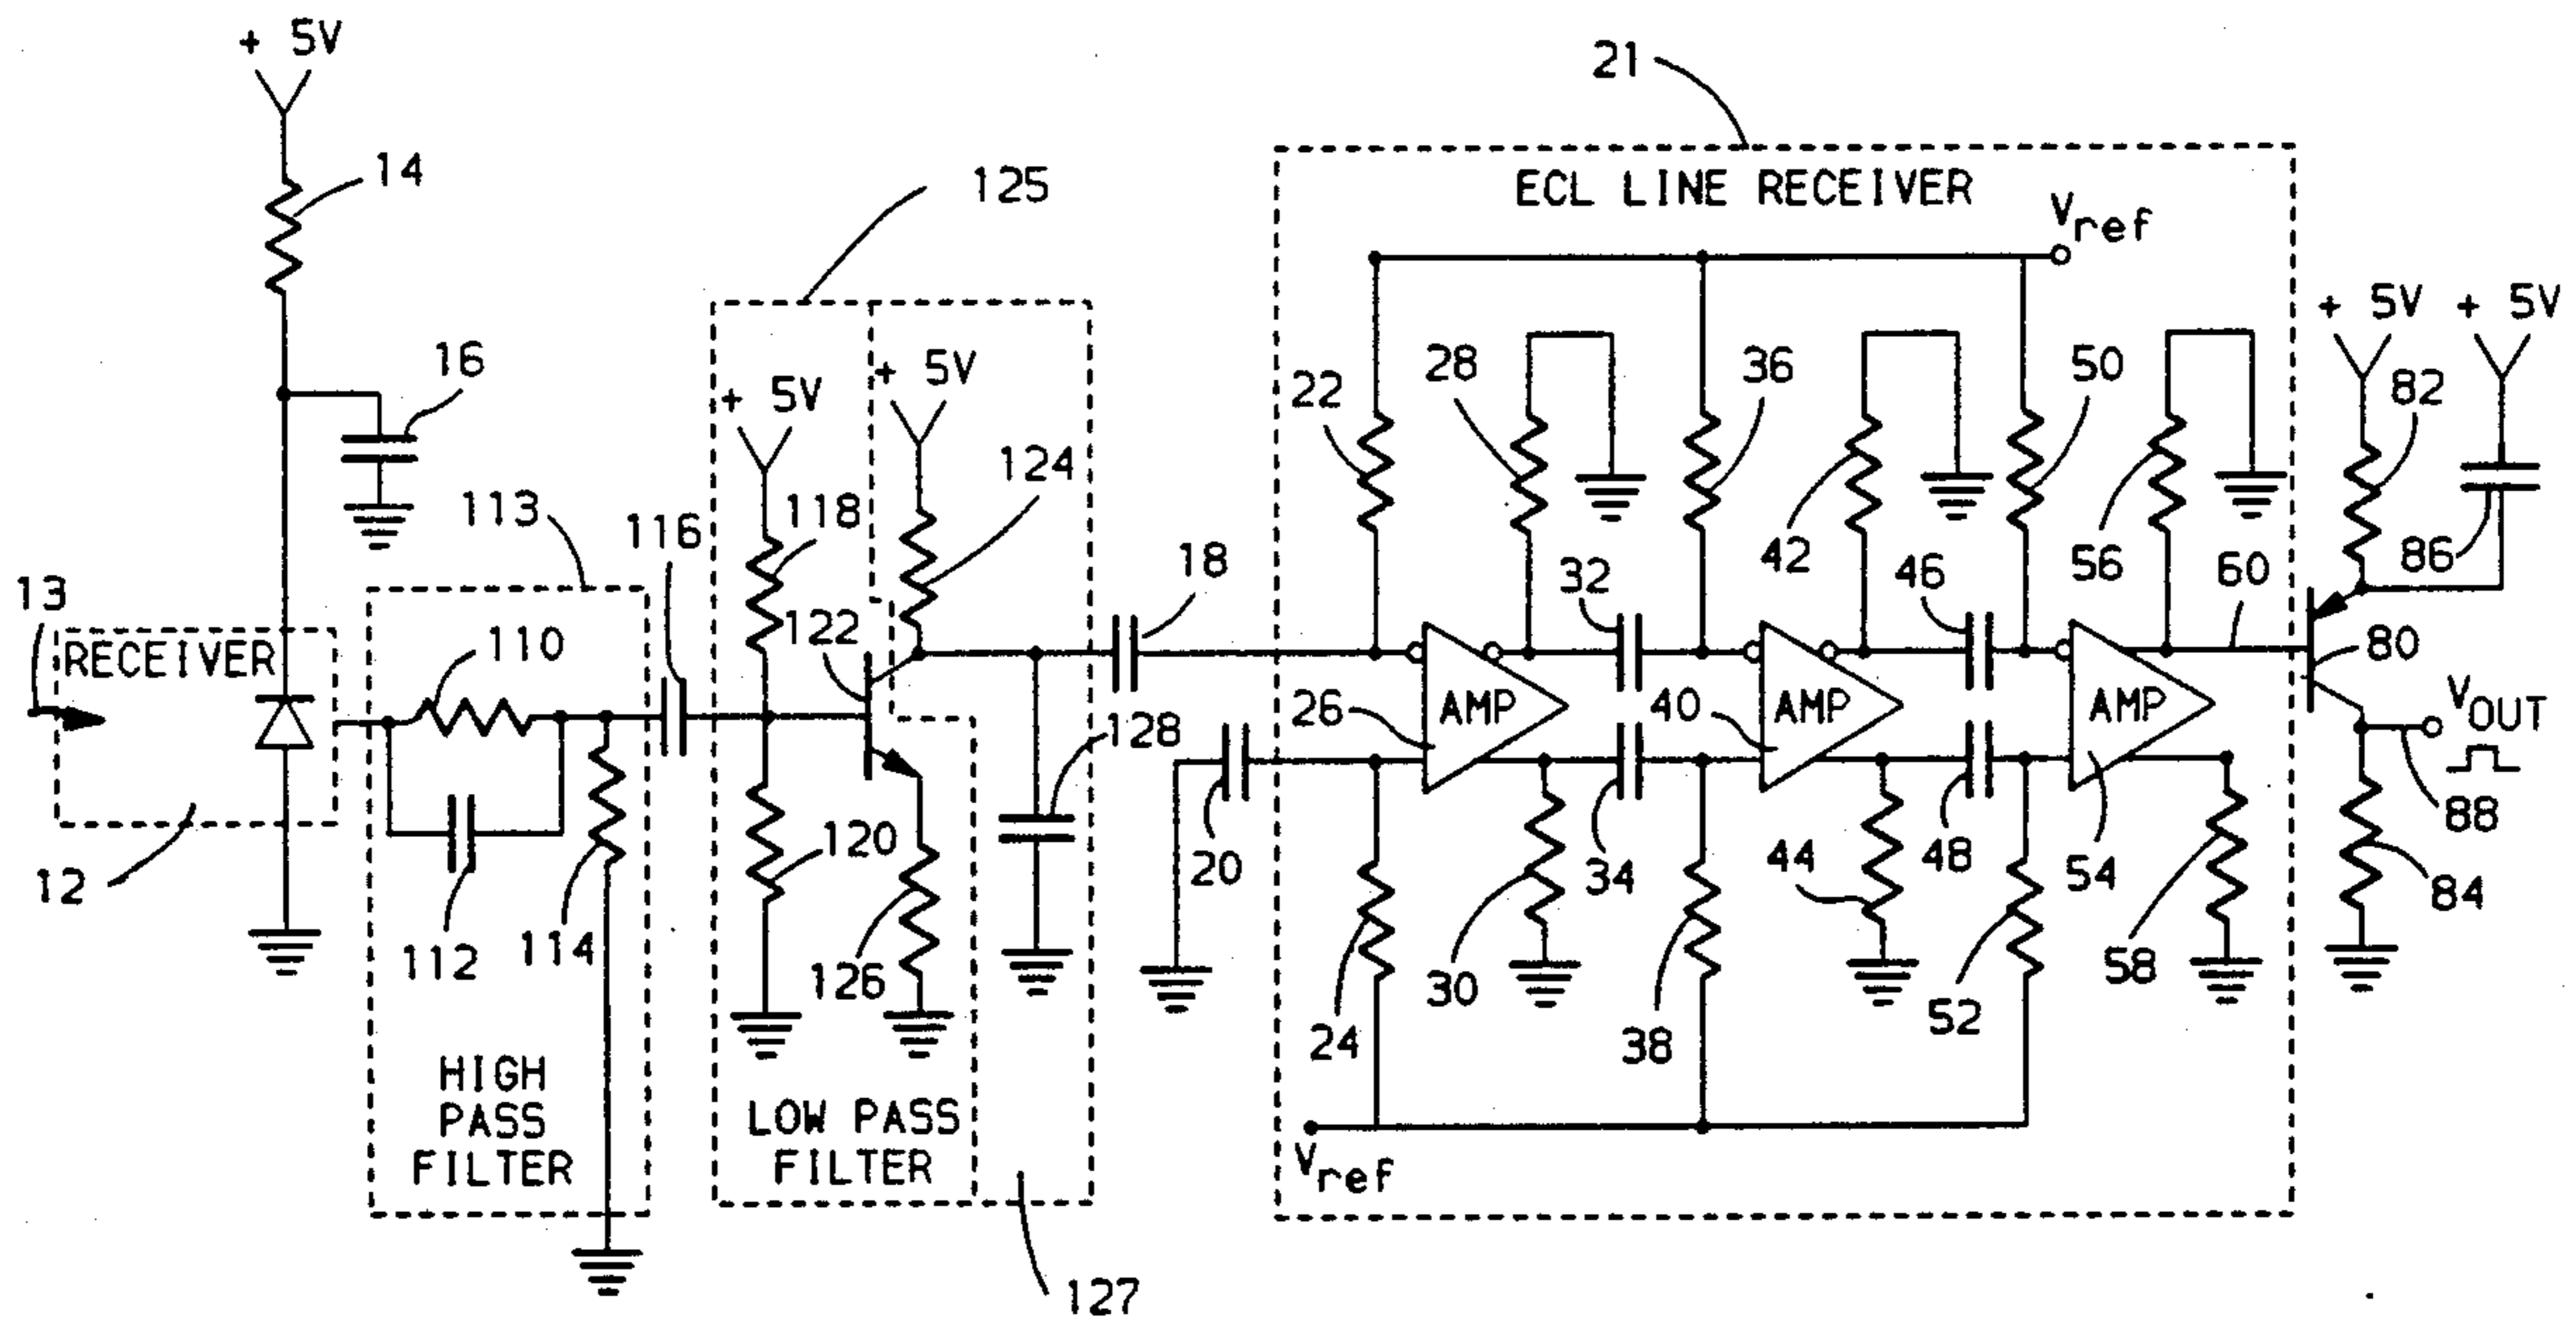 + 5V
14
16
13
RECEIVER
12
113
110
112
114
HIGH
PASS
FILTER
116
125
+ 5V
+ 5V
118
124
122
120
126
128
LOW PASS
FILTER
127
18
20
21
ECL LINE RECEIVER
Vref
22
28
36
42
50
56
32
46
60
26
AMP
40
AMP
AMP
54
24
30
34
38
44
48
52
58
Vref
+ 5V
+ 5V
82
86
80
VOUT
88
84